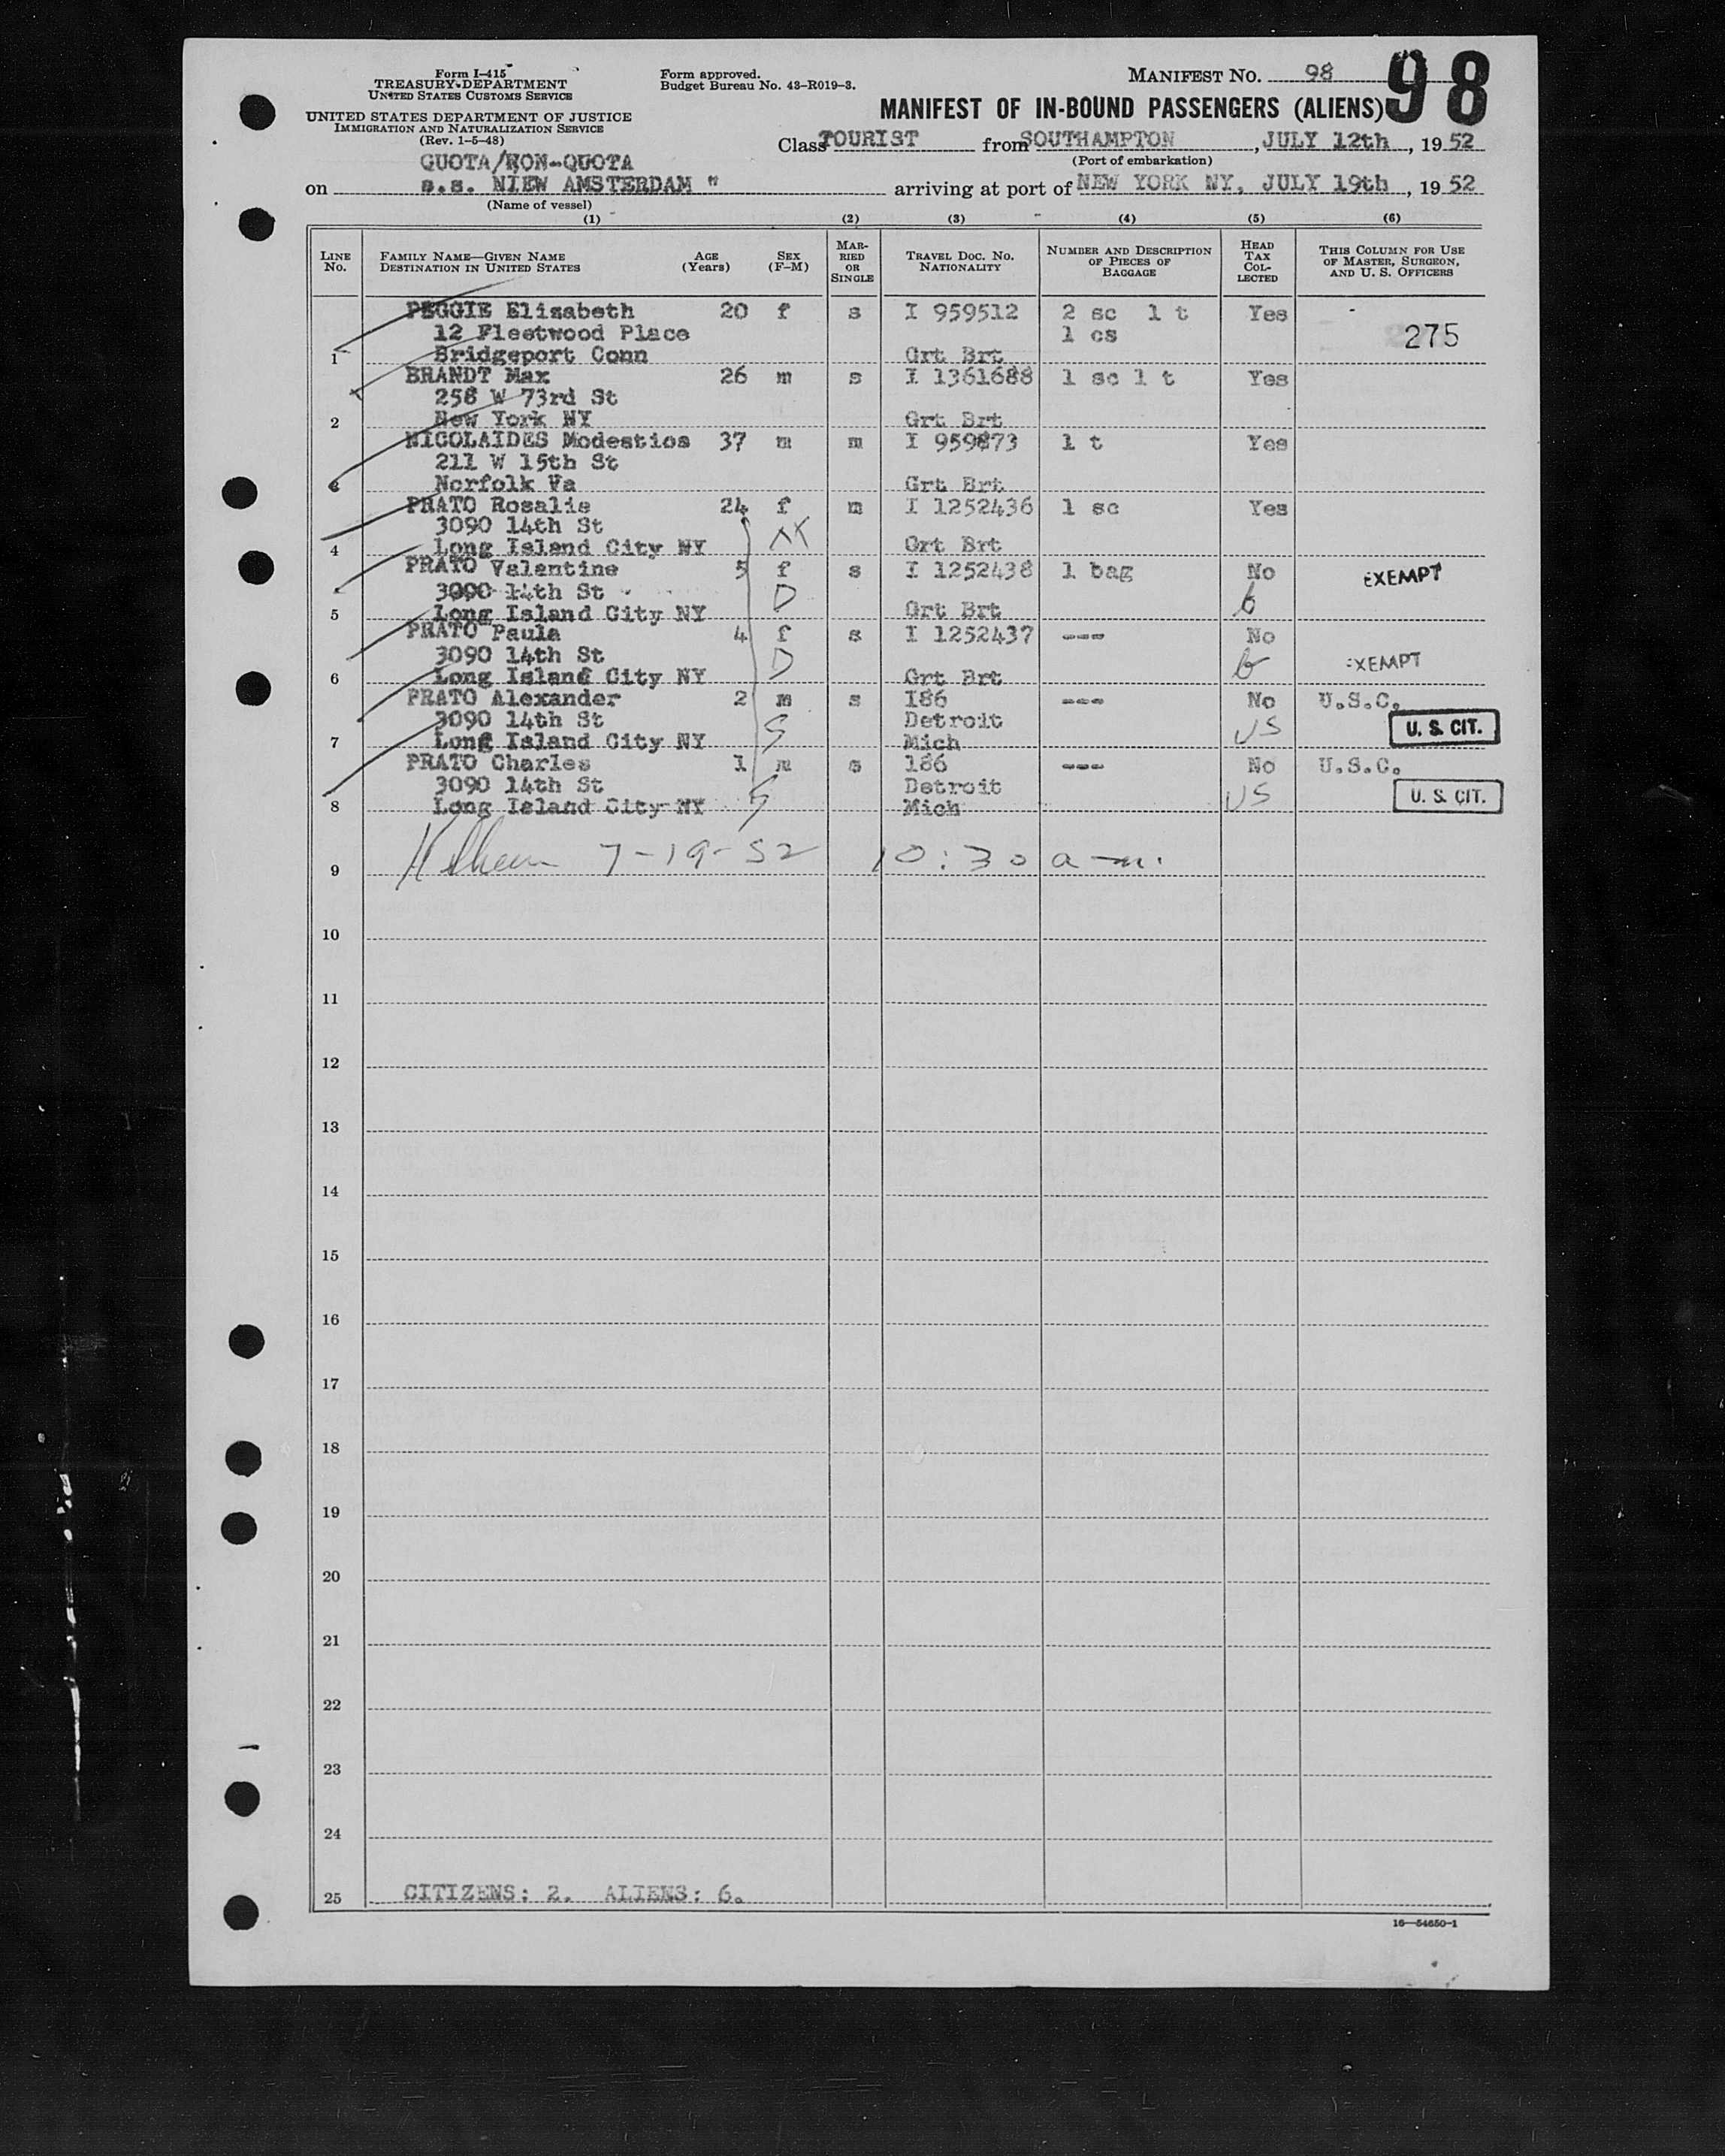 Form I-415
TREASURY DEPARTMENT
UNITED STATES CUSTOMS SERVICE
UNITED STATES DEPARTMENT OF JUSTICE
IMMIGRATION AND NATURALIZATION SERVICE
(Rev. 1-5-48)
Form approved.
Budget Bureau No. 43-R019-3.
MANIFEST NO. 98
98
MANIFEST OF IN-BOUND PASSENGERS (ALIENS)
Class TOURIST from SOUTHAMPTON, JULY 12th, 1952
(Port of embarkation)
QUOTA/NON-QUOTA
on s.s. NIEW AMSTERDAM " arriving at port of NEW YORK NY, JULY 19th, 1952
(Name of vessel)
(1) (2) (3) (4) (5) (6)
LINE NO. FAMILY NAME—GIVEN NAME DESTINATION IN UNITED STATES AGE (Years) SEX (F-M) MARRIED OR SINGLE TRAVEL DOC. NO. NATIONALITY NUMBER AND DESCRIPTION OF PIECES OF BAGGAGE HEAD TAX COLLECTED THIS COLUMN FOR USE OF MASTER, SURGEON, AND U. S. OFFICERS
PEGGIE Elizabeth 20 f s I 959512 2 sc 1 t Yes
12 Fleetwood Place 1 cs 275
1 Bridgeport Conn Grt Brt
BRANDT Max 26 m s I 1361688 1 sc 1 t Yes
258 W 73rd St
2 New York NY Grt Brt
NICOLAIDES Modestios 37 m m I 959873 1 t Yes
211 W 15th St
3 Norfolk Va Grt Brt
PRATO Rosalie 24 f m I 1252436 1 sc Yes
3090 14th St
4 Long Island City NY Grt Brt
PRATO Valentine 5 f s I 1252438 1 bag No EXEMPT
3090 14th St D
5 Long Island City NY Grt Brt
PRATO Paula 4 f s I 1252437 --- No
3090 14th St D EXEMPT
6 Long Island City NY Grt Brt
PRATO Alexander 2 m s I86 --- No U.S.C.
3090 14th St Detroit US U. S. CIT.
7 Long Island City NY Mich
PRATO Charles 1 m s 186 --- No U.S.C.
3090 14th St Detroit US U. S. CIT.
8 Long Island City NY Mich
9 7-19-52 10:30 a-m.
10
11
12
13
14
15
16
17
18
19
20
21
22
23
24
25 CITIZENS: 2. ALIENS: 6.
16—54650-1